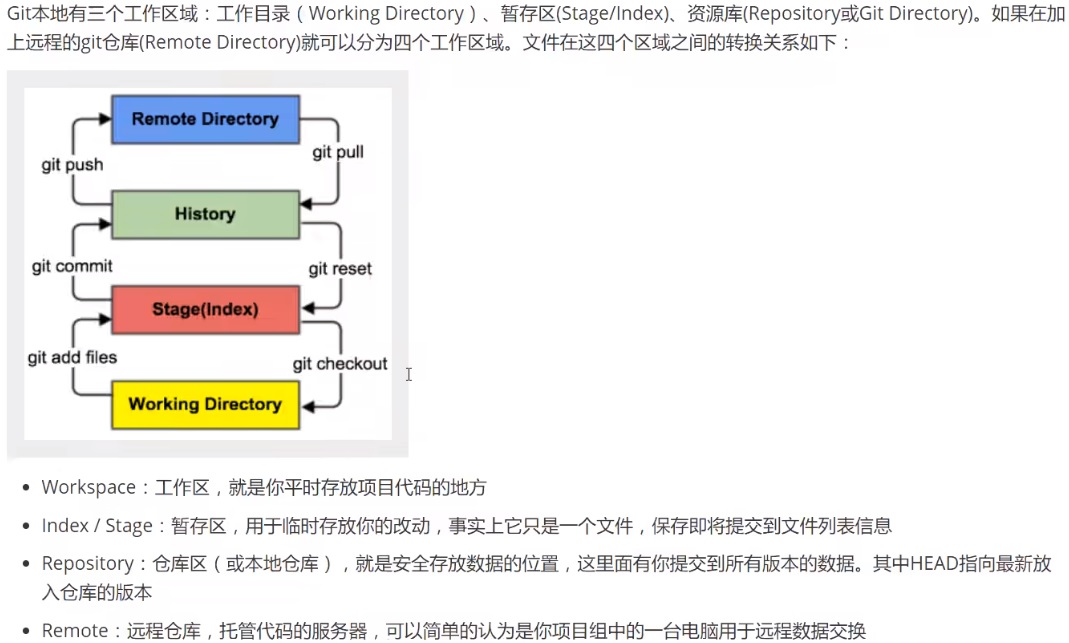 Git本地有三个工作区域：工作目录（Working Directory）、暂存区(Stage/Index)、资源库(Repository或Git Directory)。如果在加
上远程的git仓库(Remote Directory)就可以分为四个工作区域。文件在这四个区域之间的转换关系如下：
Remote Directory
git push
git pull
History
git commit
git reset
Stage(Index)
git add files
git checkout
Working Directory
• Workspace：工作区，就是你平时存放项目代码的地方
• Index / Stage：暂存区，用于临时存放你的改动，事实上它只是一个文件，保存即将提交到文件列表信息
• Repository：仓库区（或本地仓库），就是安全存放数据的位置，这里面有你提交到所有版本的数据。其中HEAD指向最新放
入仓库的版本
• Remote：远程仓库，托管代码的服务器，可以简单的认为是你项目组中的一台电脑用于远程数据交换